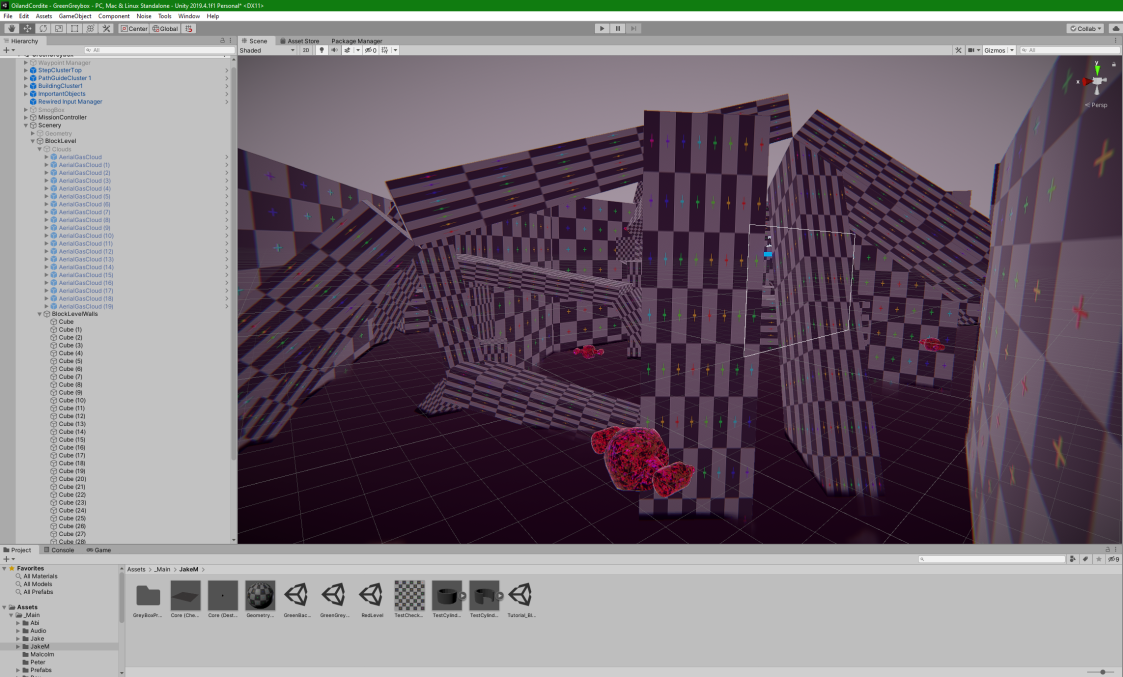 OilandCordite - GreenGreybox - PC, Mac & Linux Standalone - Unity 2019.4.1f1 Personal* <DX11>
File Edit Assets GameObject Component Noise Tools Window Help
Center Global Collab
Hierarchy
All
Waypoint Manager
StepClusterTop
PathGuideCluster 1
BuildingCluster1
ImportantObjects
Rewired Input Manager
SmogBox
MissionController
Scenery
Geometry
BlockLevel
Clouds
AerialGasCloud
AerialGasCloud (1)
AerialGasCloud (2)
AerialGasCloud (3)
AerialGasCloud (4)
AerialGasCloud (5)
AerialGasCloud (6)
AerialGasCloud (7)
AerialGasCloud (8)
AerialGasCloud (9)
AerialGasCloud (10)
AerialGasCloud (11)
AerialGasCloud (12)
AerialGasCloud (13)
AerialGasCloud (14)
AerialGasCloud (15)
AerialGasCloud (16)
AerialGasCloud (17)
AerialGasCloud (18)
AerialGasCloud (19)
BlockLevelWalls
Cube
Cube (1)
Cube (2)
Cube (3)
Cube (4)
Cube (5)
Cube (6)
Cube (7)
Cube (8)
Cube (9)
Cube (10)
Cube (11)
Cube (12)
Cube (13)
Cube (14)
Cube (15)
Cube (16)
Cube (17)
Cube (18)
Cube (19)
Cube (20)
Cube (21)
Cube (22)
Cube (23)
Cube (24)
Cube (25)
Cube (26)
Cube (27)
Cube (28)
Scene Asset Store Package Manager
Shaded 2D 0 Gizmos All
y
x
Persp
Project Console Game
Favorites
All Materials
All Models
All Prefabs
Assets
_Main
Abi
Audio
Jake
JakeM
Malcolm
Peter
Prefabs
Assets > _Main > JakeM >
GreyBoxPr... Core (Che... Core (Dest... Geometry... GreenBac... GreenGrey... RedLevel TestChec... TestCylind... TestCylind... Tutorial_Bl...